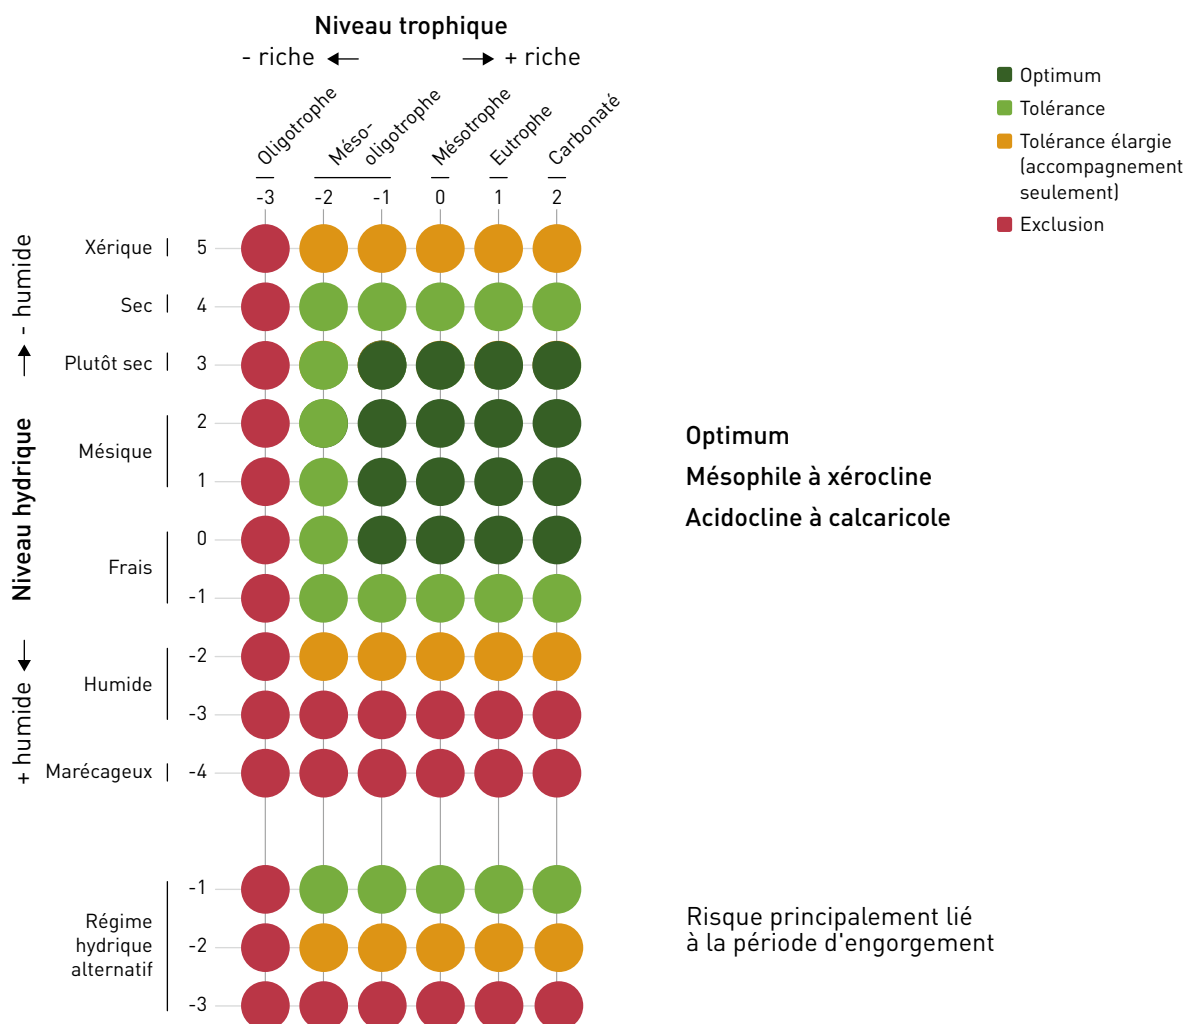 Niveau trophique
- riche ← → + riche
Oligotrophe
Méso-
oligotrophe
Mésotrophe
Eutrophe
Carbonaté
-3 -2 -1 0 1 2
Optimum
Tolérance
Tolérance élargie
(accompagnement
seulement)
Exclusion
Niveau hydrique
→ - humide
+ humide ←
Xérique 5
Sec 4
Plutôt sec 3
Mésique
2
1
Frais
0
-1
Humide
-2
-3
Marécageux -4
Optimum
Mésophile à xérocline
Acidocline à calcaricole
Régime
hydrique
alternatif
-1
-2
-3
Risque principalement lié
à la période d'engorgement